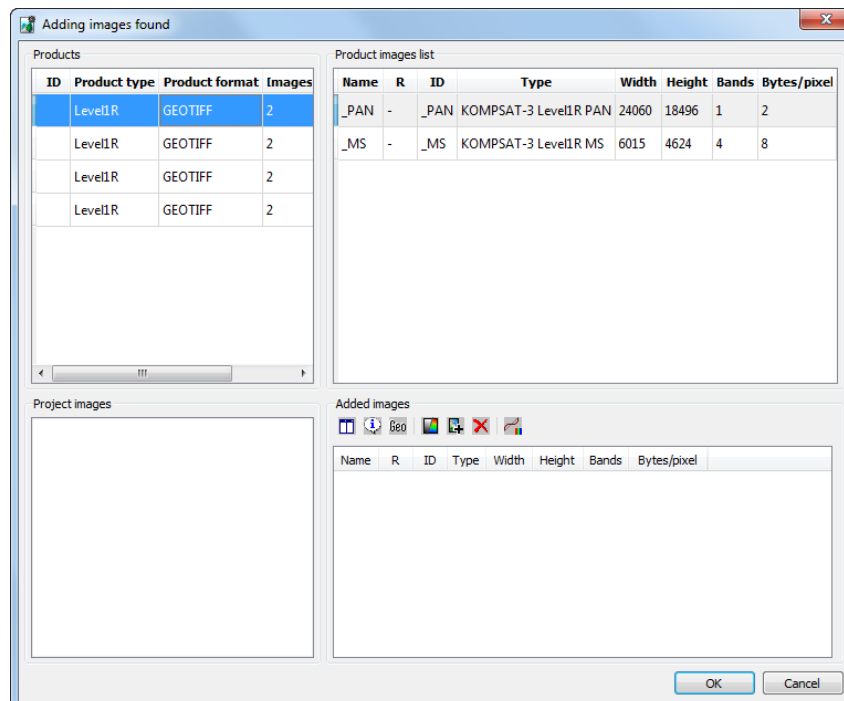 Adding images found
Products
ID Product type Product format Images
Level1R GEOTIFF 2
Level1R GEOTIFF 2
Level1R GEOTIFF 2
Level1R GEOTIFF 2
Product images list
Name R ID Type Width Height Bands Bytes/pixel
_PAN - _PAN KOMPSAT-3 Level1R PAN 24060 18496 1 2
_MS - _MS KOMPSAT-3 Level1R MS 6015 4624 4 8
Project images
Added images
Geo
Name R ID Type Width Height Bands Bytes/pixel
OK Cancel